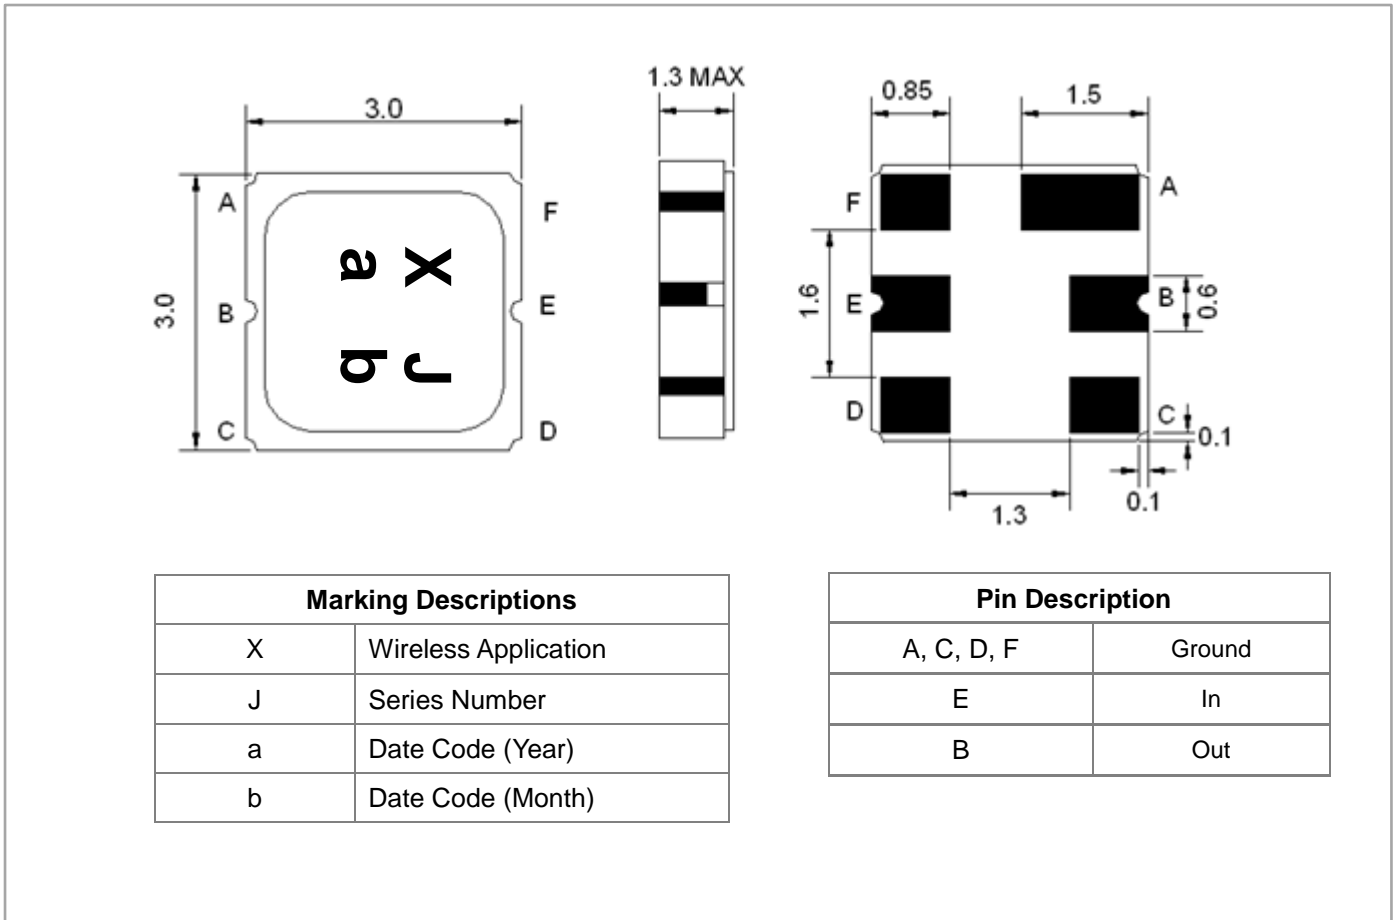 1.3 MAX
3.0
0.85
1.5
A
F
F
A
X
a
3.0
B
E
1.6
E
B
0.6
J
b
C
D
D
C
0.1
0.1
1.3
Marking Descriptions
X Wireless Application
J Series Number
a Date Code (Year)
b Date Code (Month)
Pin Description
A, C, D, F Ground
E In
B Out